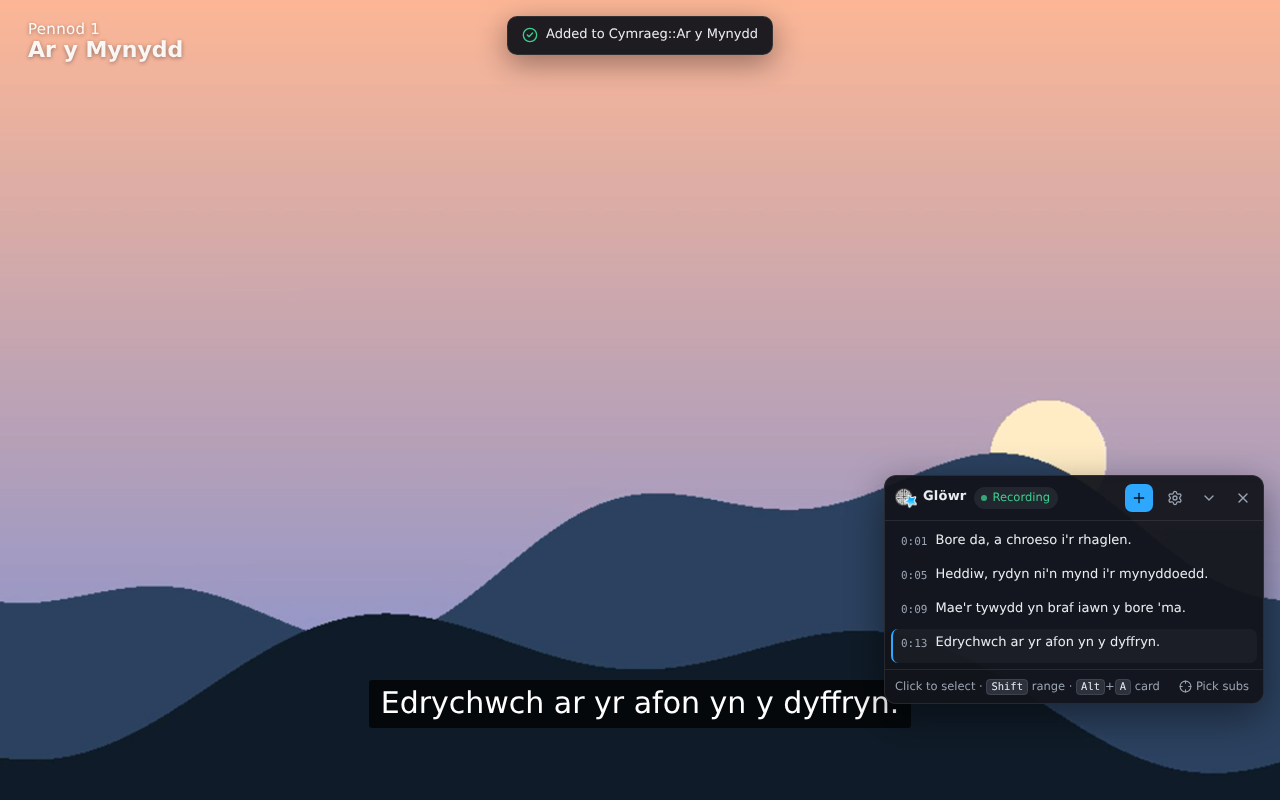 Pennod 1
Ar y Mynydd
Added to Cymraeg::Ar y Mynydd
Glöwr
Recording
0:01 Bore da, a chroeso i'r rhaglen.
0:05 Heddiw, rydyn ni'n mynd i'r mynyddoedd.
0:09 Mae'r tywydd yn braf iawn y bore 'ma.
0:13 Edrychwch ar yr afon yn y dyffryn.
Click to select · Shift range · Alt+A card
Pick subs
Edrychwch ar yr afon yn y dyffryn.